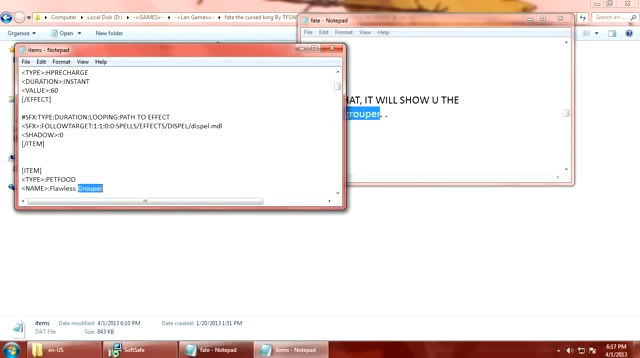 Computer ▸ Local Disk (D:) ▸ -=GAMES=- ▸ -=Lan Games=- ▸ fate the cursed king By TFSW
Search en-...
Organize ▾ Open ▾ New folder
fate - Notepad
File Edit Format View Help
HAT, IT WILL SHOW U THE
grouper. .
items - Notepad
File Edit Format View Help
<TYPE>:HPRECHARGE
<DURATION>:INSTANT
<VALUE>:60
[/EFFECT]
#SFX:TYPE:DURATION:LOOPING:PATH TO EFFECT
<SFX>:FOLLOWTARGET:1:1:0:0:SPELLS/EFFECTS/DISPEL/dispel.mdl
<SHADOW>:0
[/ITEM]
[ITEM]
<TYPE>:PETFOOD
<NAME>:Flawless Grouper
items Date modified: 4/1/2013 6:10 PM Date created: 1/20/2013 1:51 PM
DAT File Size: 843 KB
en-US SoftSafe fate - Notepad items - Notepad
6:17 PM
4/1/2013